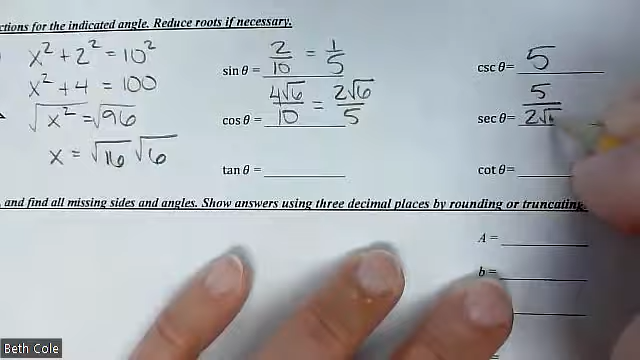 ctions for the indicated angle. Reduce roots if necessary.
x² + 2² = 10²
x² + 4 = 100
√x² = √96
x = √16 √6
sin θ = 2/10 = 1/5
cos θ = 4√6/10 = 2√6/5
tan θ =
csc θ = 5
sec θ = 5/2√6
cot θ =
and find all missing sides and angles. Show answers using three decimal places by rounding or truncating.
A =
b =
Beth Cole